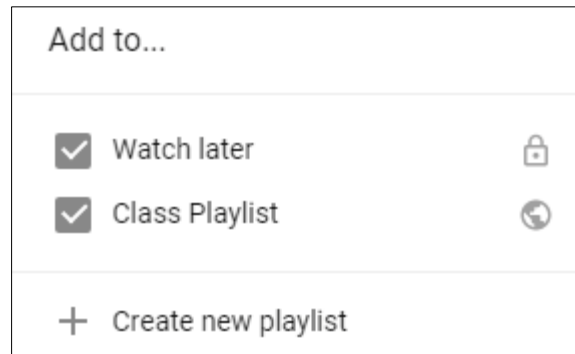 Add to...
Watch later
Class Playlist
Create new playlist